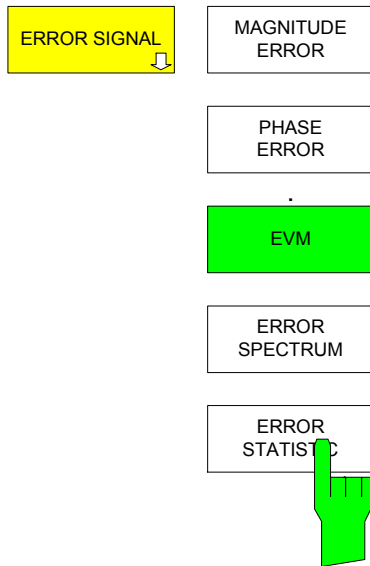 ERROR SIGNAL
MAGNITUDE
ERROR
PHASE
ERROR
.
EVM
ERROR
SPECTRUM
ERROR
STATISTIC